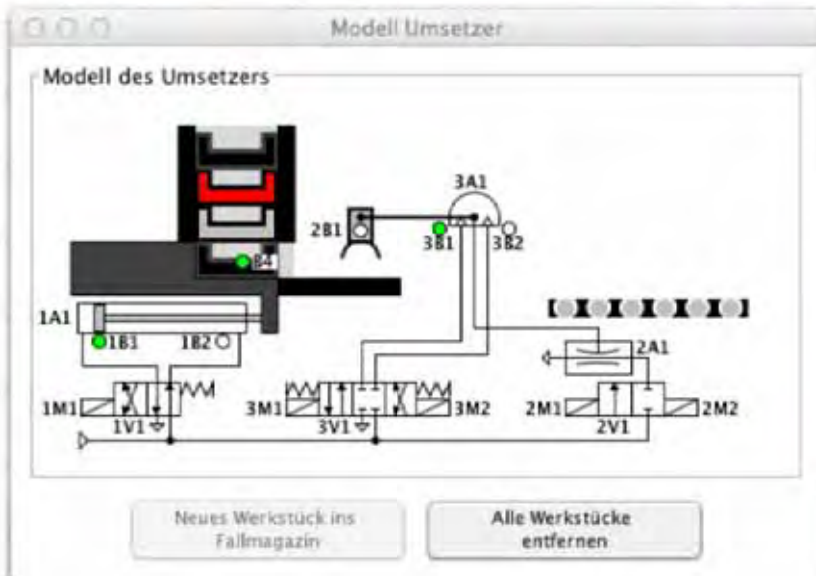 Modell Umsetzer
Modell des Umsetzers
3A1
2B1
3B1
3B2
B4
1A1
1B1
1B2
2A1
1M1
3M1
3M2
2M1
2M2
1V1
3V1
2V1
Neues Werkstück ins
Fallmagazin
Alle Werkstücke
entfernen